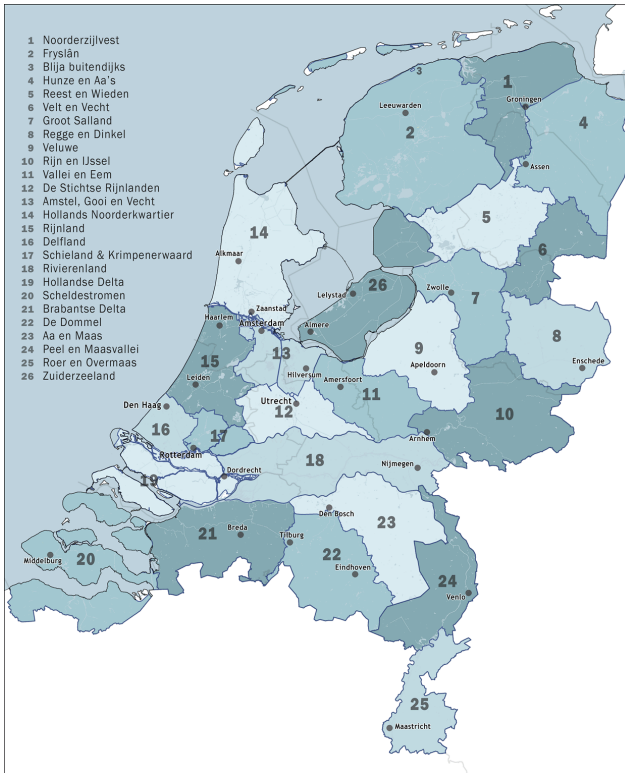 1 Noorderzijlvest
2 Fryslân
3 Blija buitendijks
4 Hunze en Aa's
5 Reest en Wieden
6 Velt en Vecht
7 Groot Salland
8 Regge en Dinkel
9 Veluwe
10 Rijn en IJssel
11 Vallei en Eem
12 De Stichtse Rijnlanden
13 Amstel, Gooi en Vecht
14 Hollands Noorderkwartier
15 Rijnland
16 Delfland
17 Schieland & Krimpenerwaard
18 Rivierenland
19 Hollandse Delta
20 Scheldestromen
21 Brabantse Delta
22 De Dommel
23 Aa en Maas
24 Peel en Maasvallei
25 Roer en Overmaas
26 Zuiderzeeland
3
1
Groningen
Leeuwarden
2
4
Assen
5
14
6
Alkmaar
26
Zwolle
Lelystad
7
Zaanstad
Haarlem
Amsterdam
Almere
8
9
13
15
Enschede
Hilversum
Apeldoorn
Leiden
Amersfoort
11
Den Haag
Utrecht
12
10
16
17
Arnhem
Rotterdam
18
Nijmegen
Dordrecht
19
Den Bosch
23
Breda
21
Tilburg
22
Middelburg
20
Eindhoven
24
Venlo
25
Maastricht